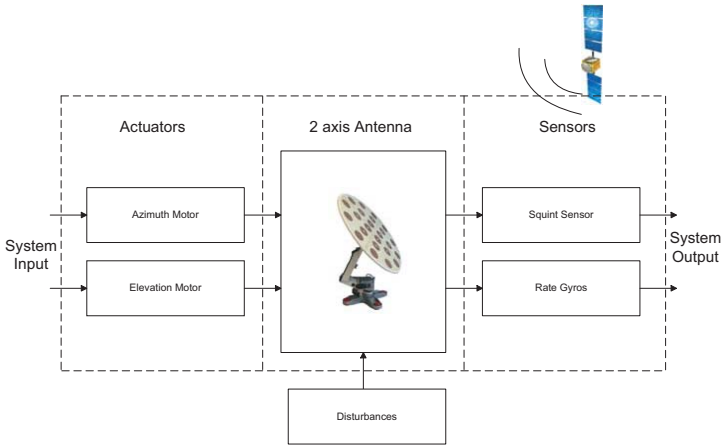 Actuators
2 axis Antenna
Sensors
Azimuth Motor
Squint Sensor
System
Input
System
Output
Elevation Motor
Rate Gyros
Disturbances